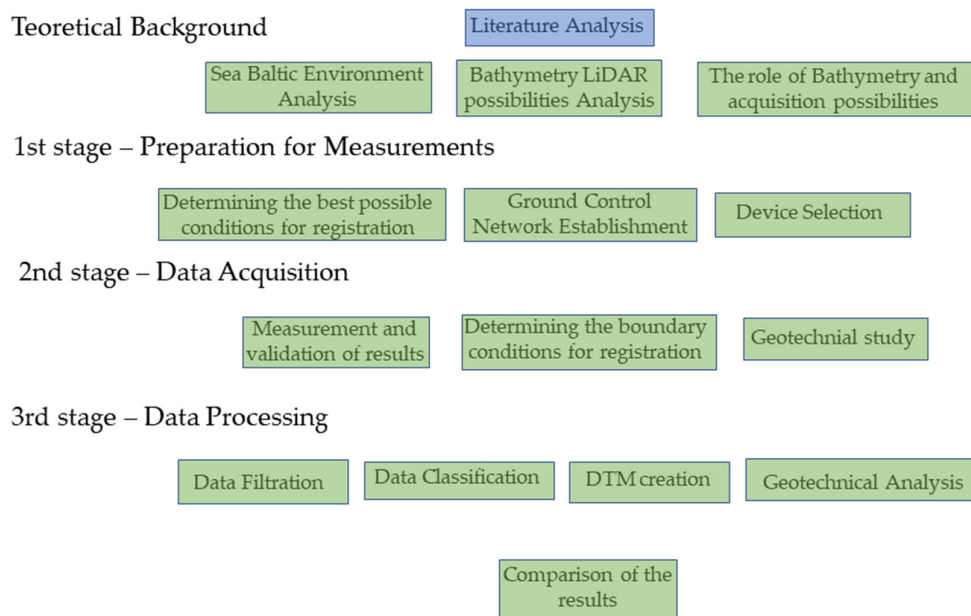 Teoretical Background
Literature Analysis
Sea Baltic Environment
Analysis
Bathymetry LiDAR
possibilities Analysis
The role of Bathymetry and
acquisition possibilities
1st stage – Preparation for Measurements
Determining the best possible
conditions for registration
Ground Control
Network Establishment
Device Selection
2nd stage – Data Acquisition
Measurement and
validation of results
Determining the boundary
conditions for registration
Geotechnial study
3rd stage – Data Processing
Data Filtration
Data Classification
DTM creation
Geotechnical Analysis
Comparison of the
results